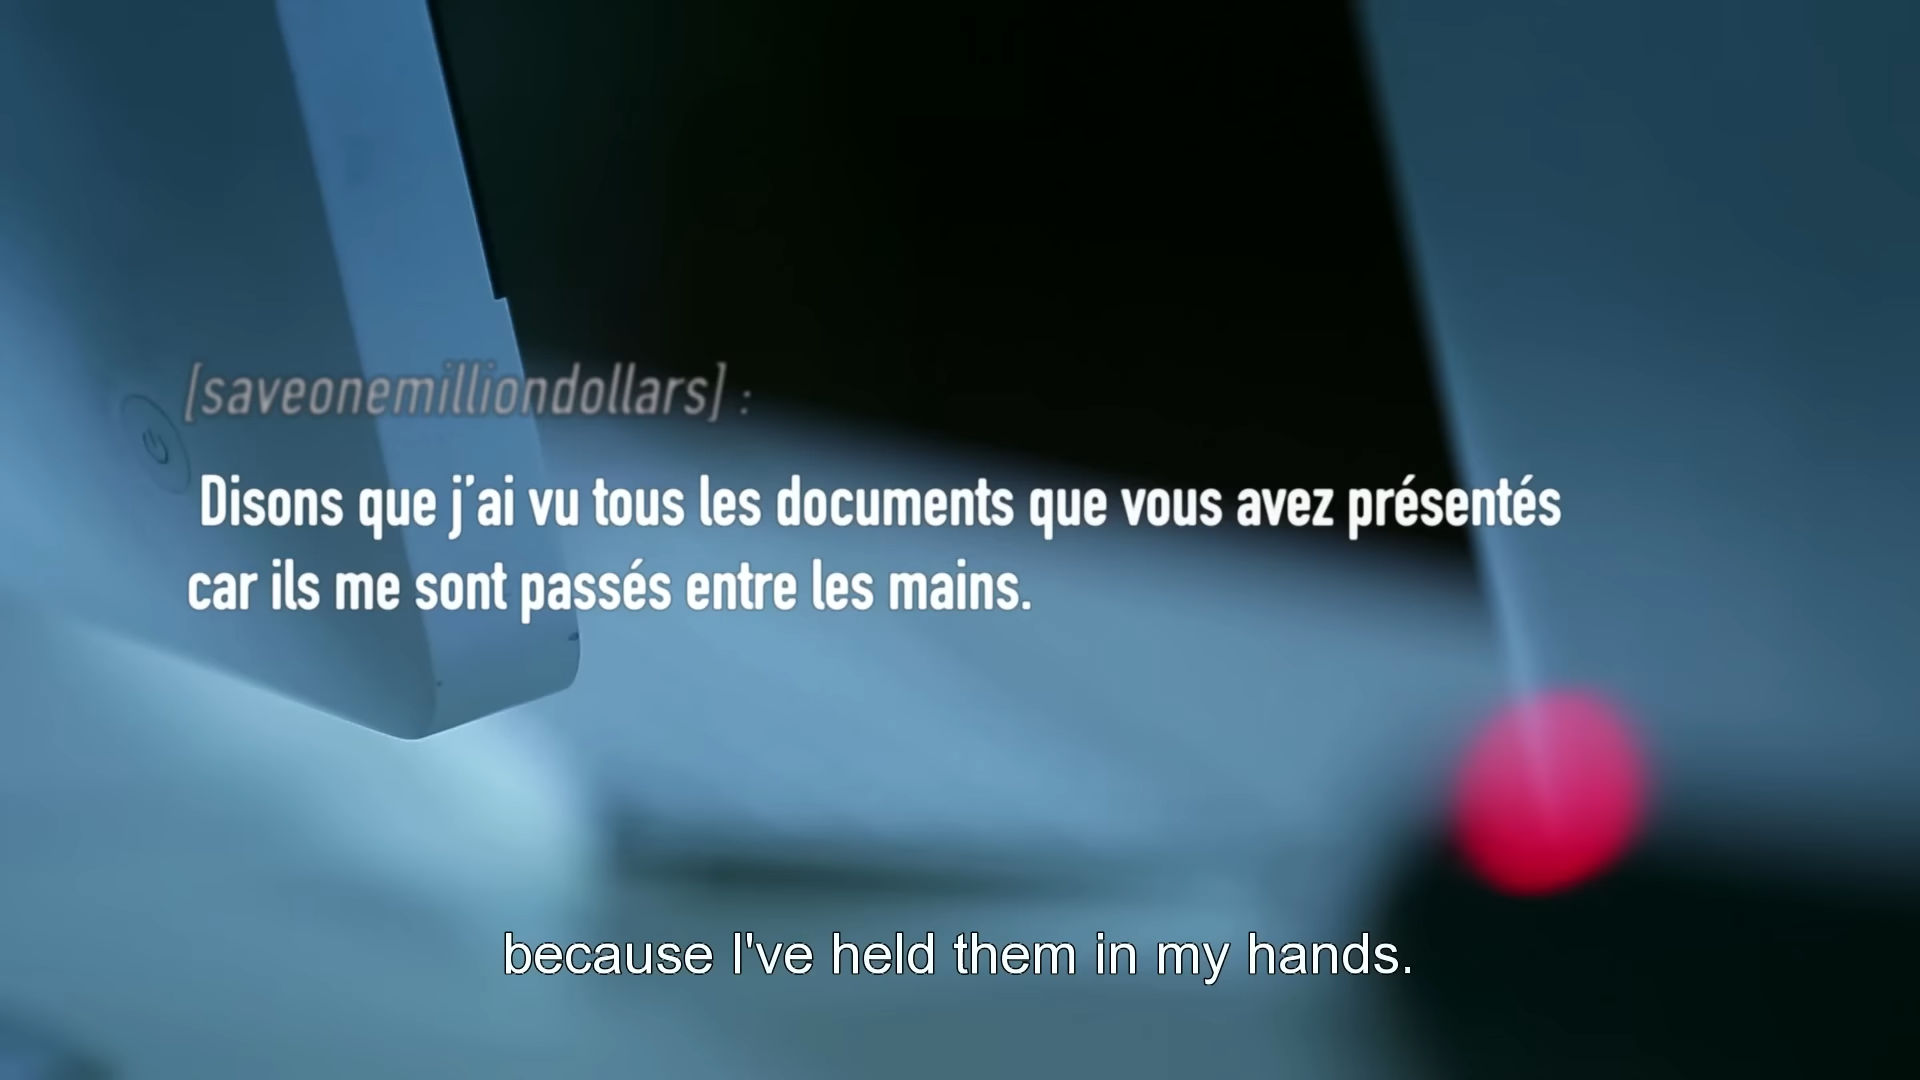 [saveonemilliondollars] :
Disons que j'ai vu tous les documents que vous avez présentés
car ils me sont passés entre les mains.
because I've held them in my hands.